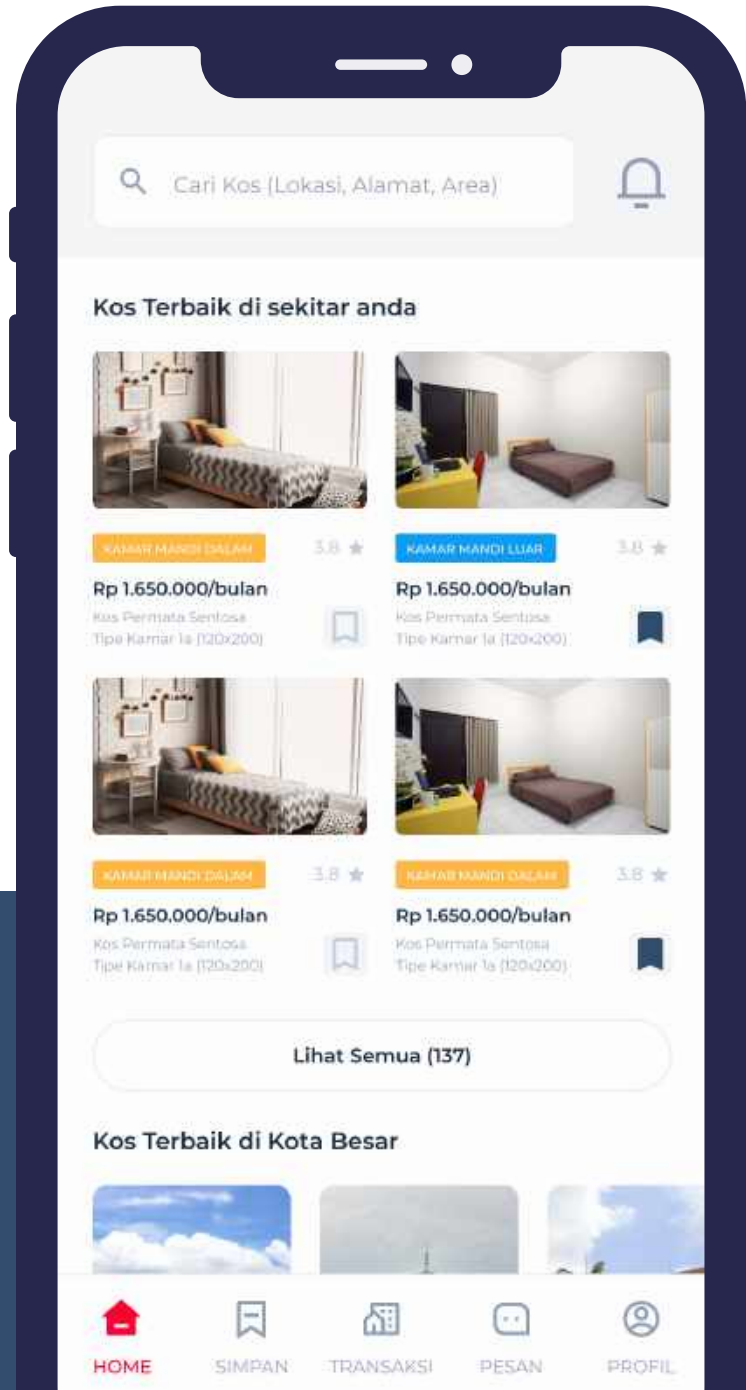 Cari Kos (Lokasi, Alamat, Area)
Kos Terbaik di sekitar anda
KAMAR MANDI DALAM 3.8
KAMAR MANDI LUAR 3.8
Rp 1.650.000/bulan
Kos Permata Sentosa
Tipe Kamar 1a (120x200)
Rp 1.650.000/bulan
Kos Permata Sentosa
Tipe Kamar 1a (120x200)
KAMAR MANDI DALAM 3.8
KAMAR MANDI DALAM 3.8
Rp 1.650.000/bulan
Kos Permata Sentosa
Tipe Kamar 1a (120x200)
Rp 1.650.000/bulan
Kos Permata Sentosa
Tipe Kamar 1a (120x200)
Lihat Semua (137)
Kos Terbaik di Kota Besar
HOME
SIMPAN
TRANSAKSI
PESAN
PROFIL